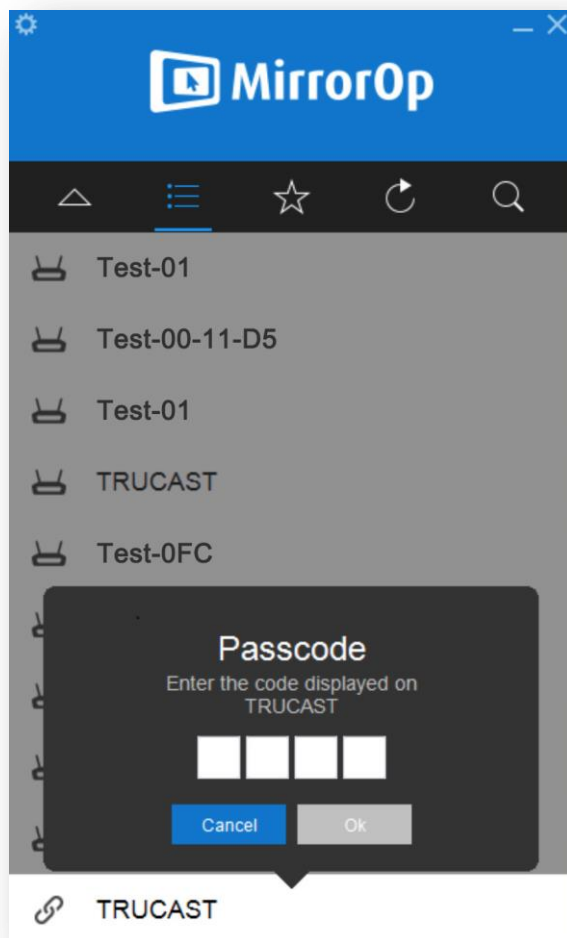 MirrorOp
Test-01
Test-00-11-D5
Test-01
TRUCAST
Test-0FC
Passcode
Enter the code displayed on
TRUCAST
Cancel
Ok
TRUCAST